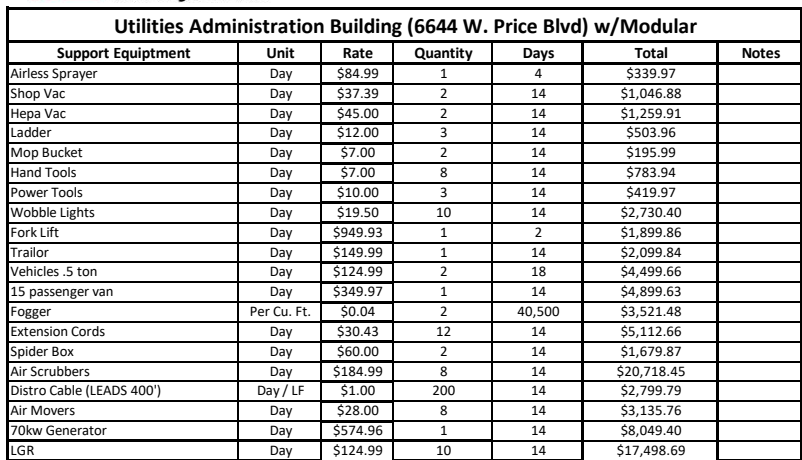 Utilities Administration Building (6644 W. Price Blvd) w/Modular
Support Equiptment Unit Rate Quantity Days Total Notes
Airless Sprayer Day $84.99 1 4 $339.97
Shop Vac Day $37.39 2 14 $1,046.88
Hepa Vac Day $45.00 2 14 $1,259.91
Ladder Day $12.00 3 14 $503.96
Mop Bucket Day $7.00 2 14 $195.99
Hand Tools Day $7.00 8 14 $783.94
Power Tools Day $10.00 3 14 $419.97
Wobble Lights Day $19.50 10 14 $2,730.40
Fork Lift Day $949.93 1 2 $1,899.86
Trailor Day $149.99 1 14 $2,099.84
Vehicles .5 ton Day $124.99 2 18 $4,499.66
15 passenger van Day $349.97 1 14 $4,899.63
Fogger Per Cu. Ft. $0.04 2 40,500 $3,521.48
Extension Cords Day $30.43 12 14 $5,112.66
Spider Box Day $60.00 2 14 $1,679.87
Air Scrubbers Day $184.99 8 14 $20,718.45
Distro Cable (LEADS 400') Day / LF $1.00 200 14 $2,799.79
Air Movers Day $28.00 8 14 $3,135.76
70kw Generator Day $574.96 1 14 $8,049.40
LGR Day $124.99 10 14 $17,498.69